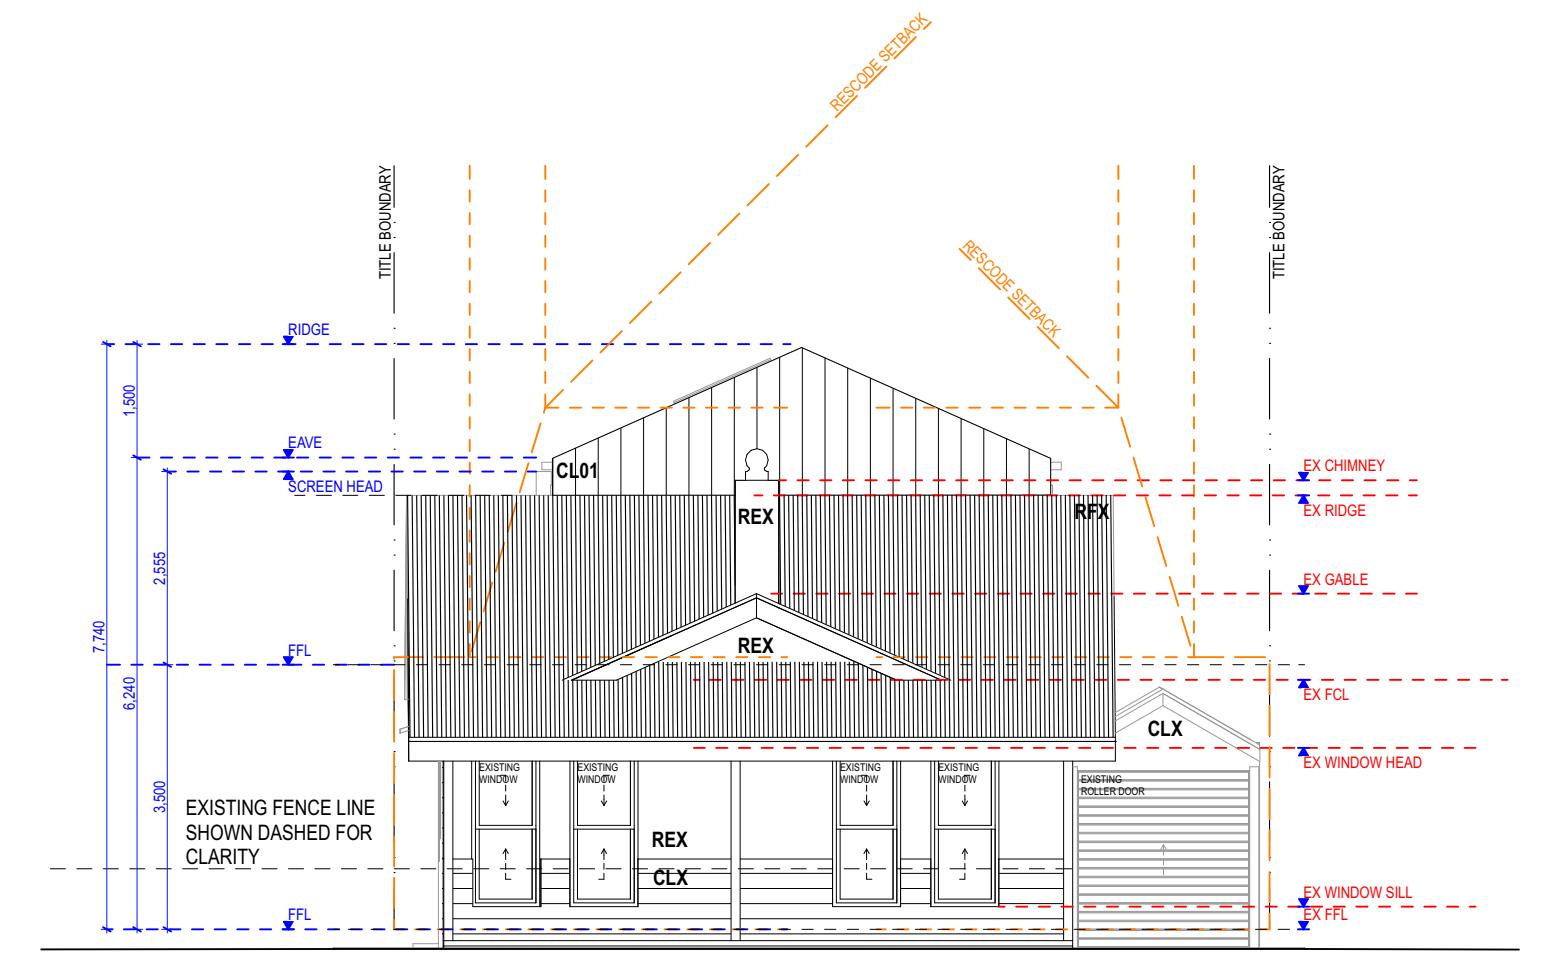 RESCODE SETBACK
TITLE BOUNDARY
TITLE BOUNDARY
RESCODE SETBACK
RIDGE
1,500
EAVE
SCREEN HEAD
CL01
EX CHIMNEY
REX
RFX
EX RIDGE
2,555
EX GABLE
7,740
FFL
REX
6,240
EX FCL
CLX
EX WINDOW HEAD
EXISTING
WINDOW
EXISTING
WINDOW
EXISTING
WINDOW
EXISTING
WINDOW
EXISTING
ROLLER DOOR
3,500
EXISTING FENCE LINE
SHOWN DASHED FOR
CLARITY
REX
CLX
EX WINDOW SILL
FFL
EX FFL